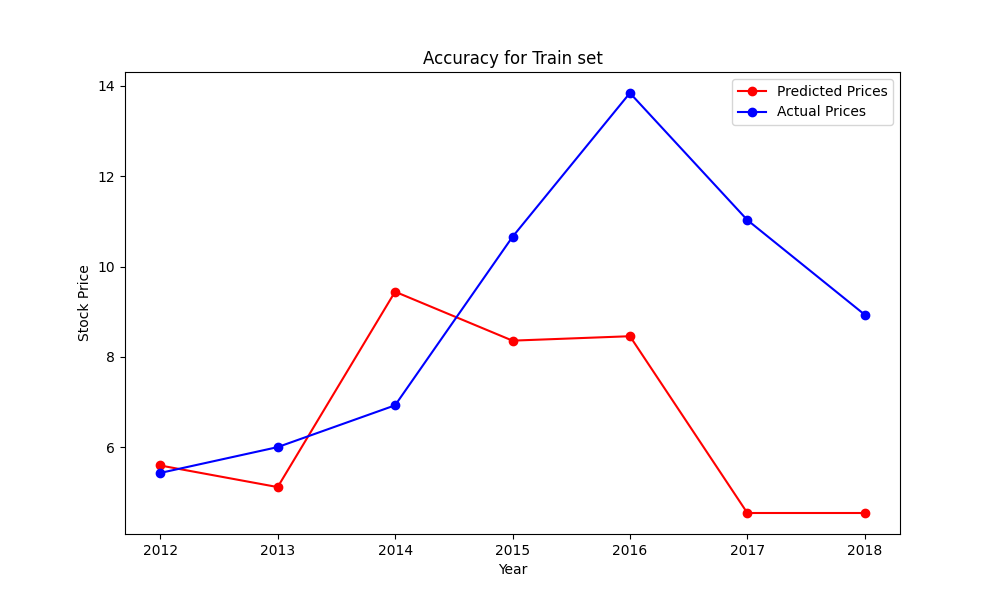 Accuracy for Train set
Predicted Prices
Actual Prices
14
12
10
8
6
Stock Price
2012 2013 2014 2015 2016 2017 2018
Year